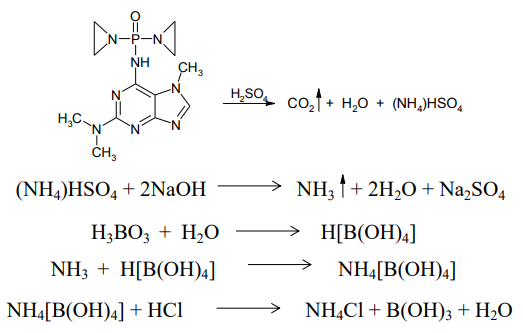 O
N–P–N
NH
CH₃
N
N
H₃C
N
N
N
CH₃
H₂SO₄
CO₂↑ + H₂O + (NH₄)HSO₄
(NH₄)HSO₄ + 2NaOH ⟶ NH₃↑ + 2H₂O + Na₂SO₄
H₃BO₃ + H₂O ⟶ H[B(OH)₄]
NH₃ + H[B(OH)₄] ⟶ NH₄[B(OH)₄]
NH₄[B(OH)₄] + HCl ⟶ NH₄Cl + B(OH)₃ + H₂O